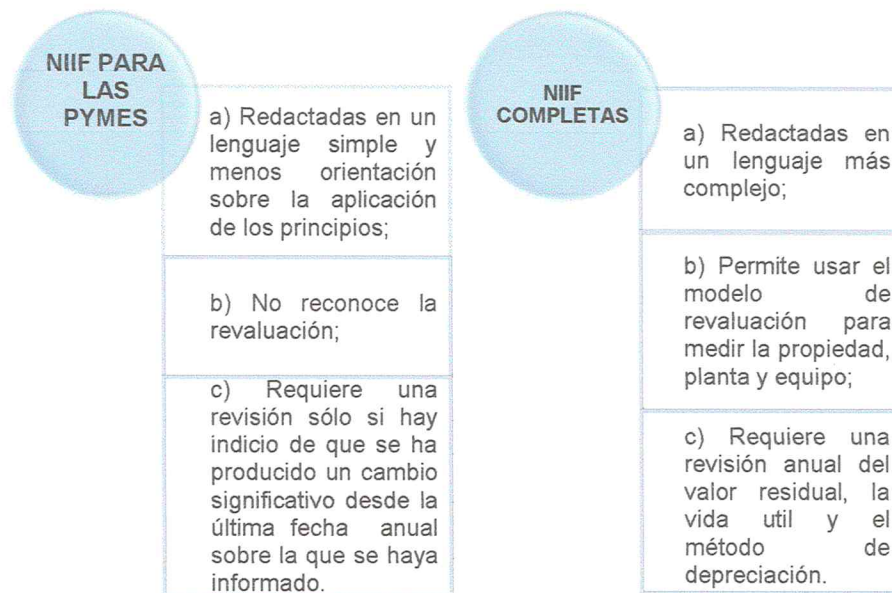 NIIF PARA
LAS
PYMES
a) Redactadas en un
lenguaje simple y
menos orientación
sobre la aplicación
de los principios;
b) No reconoce la
revaluación;
c) Requiere una
revisión sólo si hay
indicio de que se ha
producido un cambio
significativo desde la
última fecha anual
sobre la que se haya
informado.
NIIF
COMPLETAS
a) Redactadas en
un lenguaje más
complejo;
b) Permite usar el
modelo de
revaluación para
medir la propiedad,
planta y equipo;
c) Requiere una
revisión anual del
valor residual, la
vida util y el
método de
depreciación.